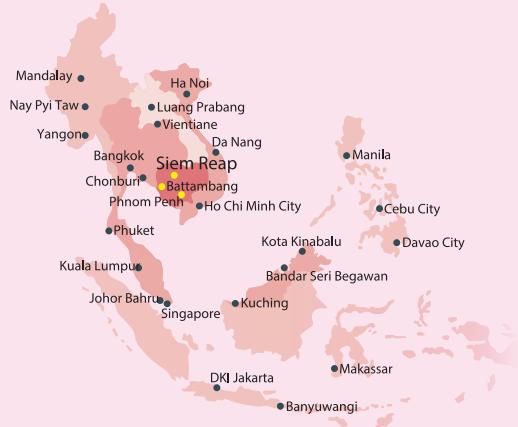 Mandalay
Ha Noi
Nay Pyi Taw
Luang Prabang
Vientiane
Yangon
Da Nang
Bangkok
Siem Reap
Manila
Chonburi
Battambang
Phnom Penh
Ho Chi Minh City
Cebu City
Phuket
Kota Kinabalu
Davao City
Kuala Lumpur
Bandar Seri Begawan
Johor Bahru
Singapore
Kuching
Makassar
DKI Jakarta
Banyuwangi